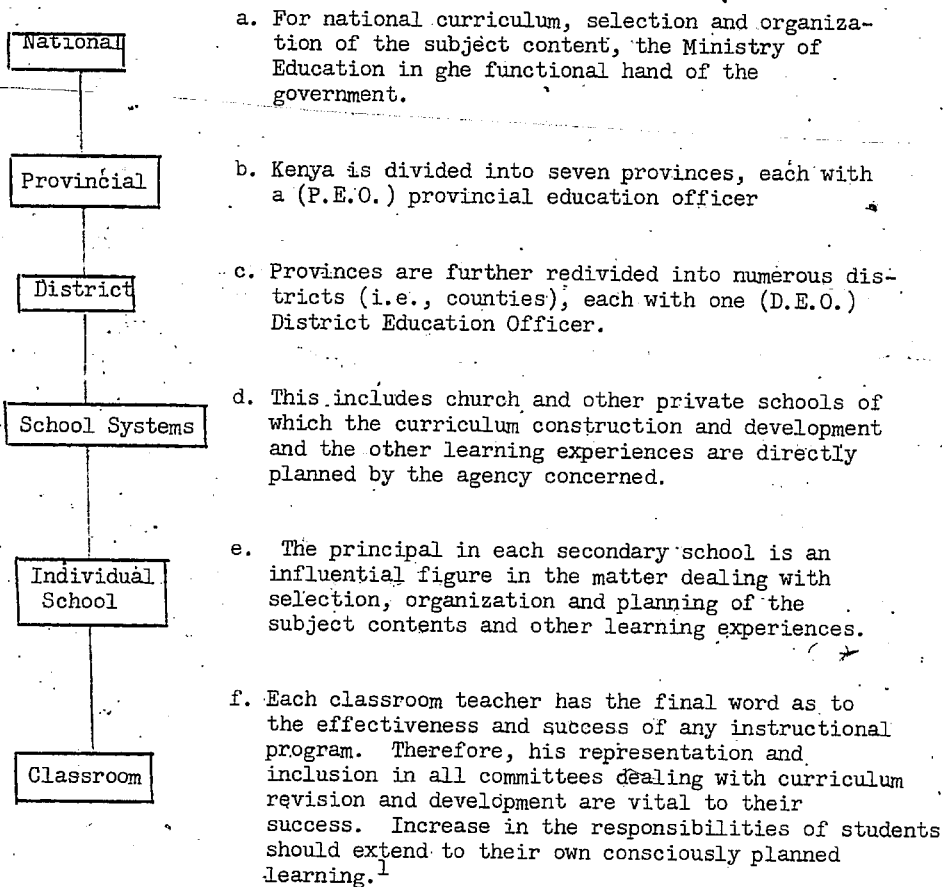 National
a. For national curriculum, selection and organiza-
tion of the subject content, the Ministry of
Education in ghe functional hand of the
government.
Provincial
b. Kenya is divided into seven provinces, each with
a (P.E.O.) provincial education officer
District
c. Provinces are further redivided into numerous dis-
tricts (i.e., counties), each with one (D.E.O.)
District Education Officer.
School Systems
d. This includes church and other private schools of
which the curriculum construction and development
and the other learning experiences are directly
planned by the agency concerned.
Individual
School
e. The principal in each secondary school is an
influential figure in the matter dealing with
selection, organization and planning of the
subject contents and other learning experiences.
Classroom
f. Each classroom teacher has the final word as to
the effectiveness and success of any instructional
program. Therefore, his representation and
inclusion in all committees dealing with curriculum
revision and development are vital to their
success. Increase in the responsibilities of students
should extend to their own consciously planned
learning.1